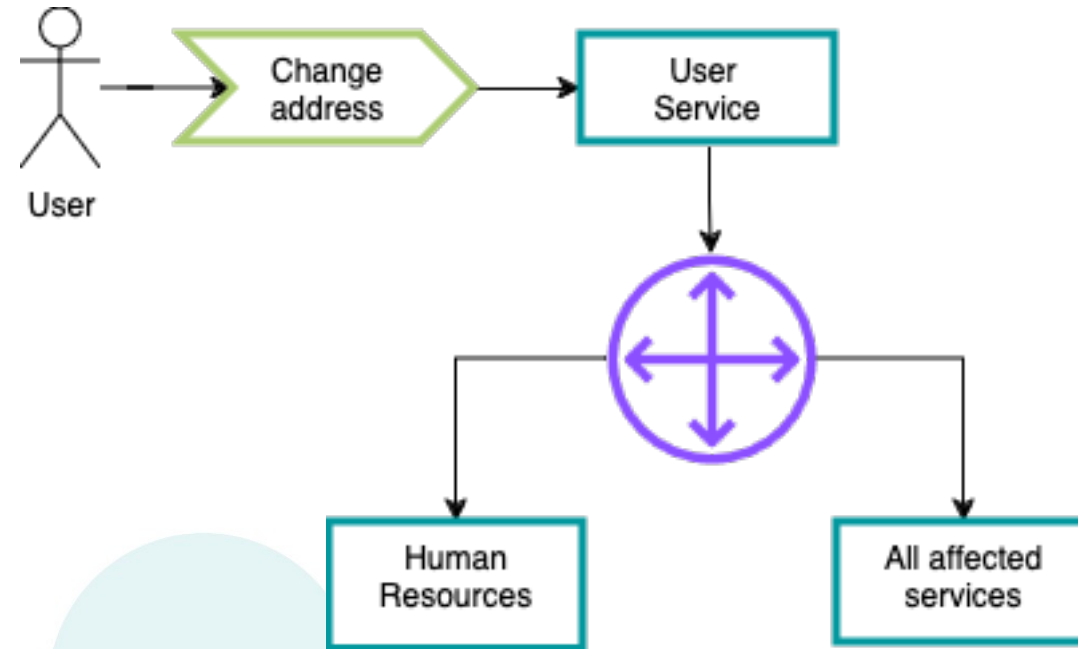 Change
address
User
Service
User
Human
Resources
All affected
services